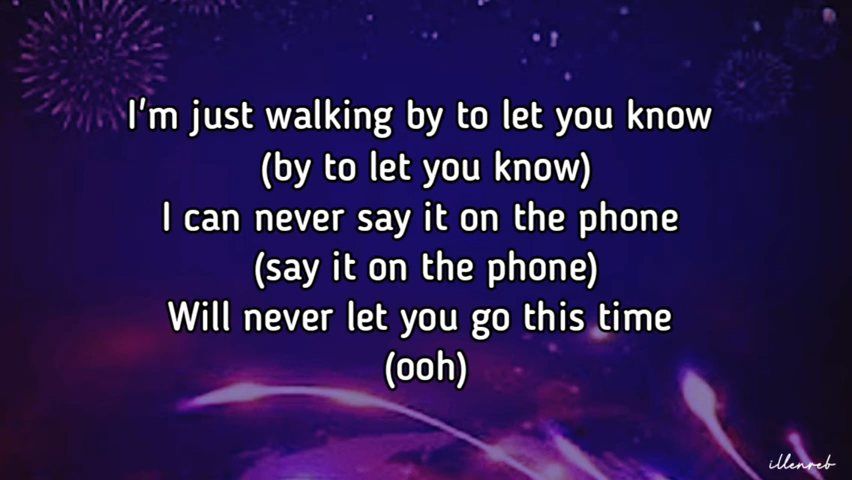 I'm just walking by to let you know
(by to let you know)
I can never say it on the phone
(say it on the phone)
Will never let you go this time
(ooh)
illenreb